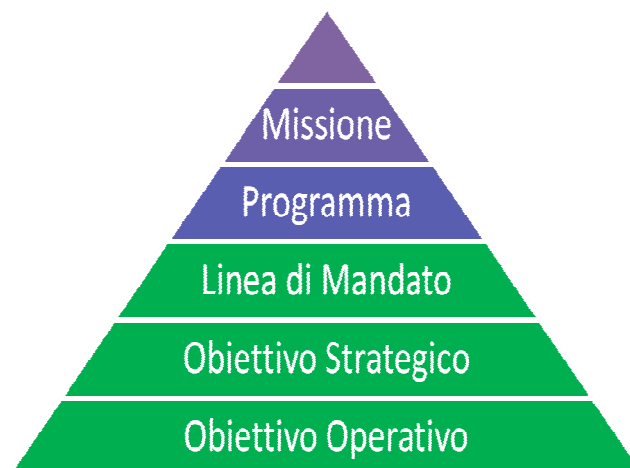 Missione
Programma
Linea di Mandato
Obiettivo Strategico
Obiettivo Operativo